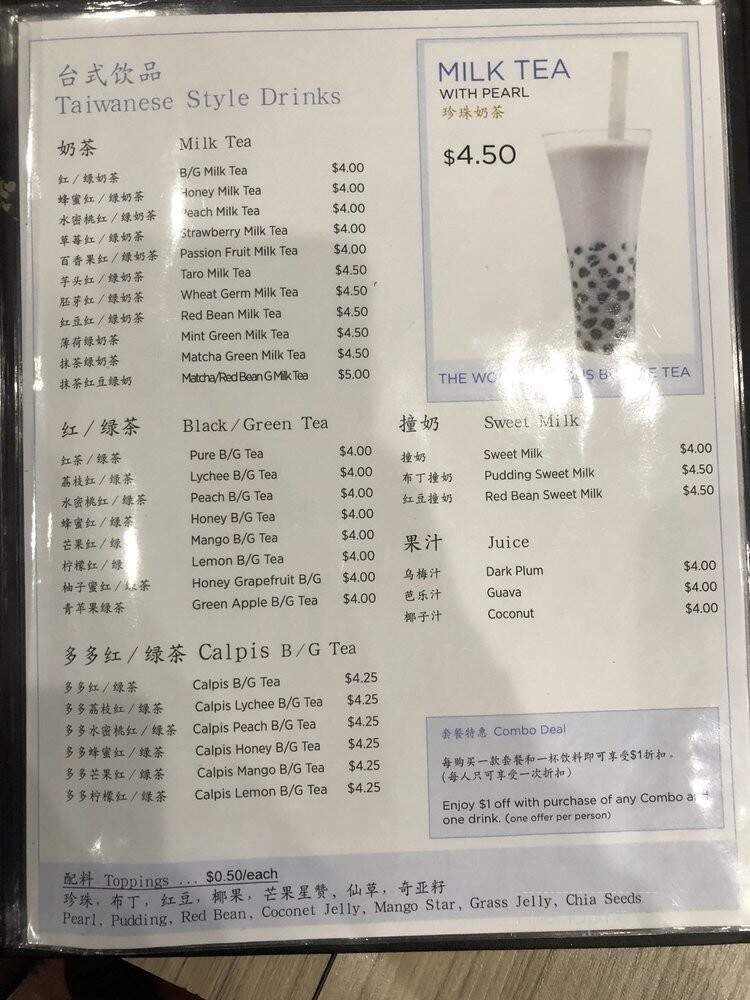 台式饮品
Taiwanese Style Drinks
奶茶 Milk Tea
红/绿奶茶 B/G Milk Tea $4.00
蜂蜜红/绿奶茶 Honey Milk Tea $4.00
水密桃红/绿奶茶 Peach Milk Tea $4.00
草莓红/绿奶茶 Strawberry Milk Tea $4.00
百香果红/绿奶茶 Passion Fruit Milk Tea $4.00
芋头红/绿奶茶 Taro Milk Tea $4.50
胚芽红/绿奶茶 Wheat Germ Milk Tea $4.50
红豆红/绿奶茶 Red Bean Milk Tea $4.50
薄荷绿奶茶 Mint Green Milk Tea $4.50
抹茶绿奶茶 Matcha Green Milk Tea $4.50
抹茶红豆绿奶 Matcha/Red Bean G Milk Tea $5.00
MILK TEA
WITH PEARL
珍珠奶茶
$4.50
THE TEA
红/绿茶 Black/Green Tea
红茶/绿茶 Pure B/G Tea $4.00
荔枝红/绿茶 Lychee B/G Tea $4.00
水密桃红/绿茶 Peach B/G Tea $4.00
蜂蜜红/绿茶 Honey B/G Tea $4.00
芒果红/绿 Mango B/G Tea $4.00
柠檬红/绿 Lemon B/G Tea $4.00
柚子蜜红/绿茶 Honey Grapefruit B/G $4.00
青苹果绿茶 Green Apple B/G Tea $4.00
多多红/绿茶 Calpis B/G Tea
多多红/绿茶 Calpis B/G Tea $4.25
多多荔枝红/绿茶 Calpis Lychee B/G Tea $4.25
多多水密桃红/绿茶 Calpis Peach B/G Tea $4.25
多多蜂蜜红/绿茶 Calpis Honey B/G Tea $4.25
多多芒果红/绿茶 Calpis Mango B/G Tea $4.25
多多柠檬红/绿茶 Calpis Lemon B/G Tea $4.25
撞奶 Sweet Milk
撞奶 Sweet Milk $4.00
布丁撞奶 Pudding Sweet Milk $4.50
红豆撞奶 Red Bean Sweet Milk $4.50
果汁 Juice
乌梅汁 Dark Plum $4.00
芭乐汁 Guava $4.00
椰子汁 Coconut $4.00
套餐特惠 Combo Deal
每购买一款套餐和一杯饮料即可享受$1折扣。
(每人只可享受一次折扣)
Enjoy $1 off with purchase of any Combo and
one drink. (one offer per person)
配料 Toppings ... $0.50/each
珍珠, 布丁, 红豆, 椰果, 芒果星赞, 仙草, 奇亚籽
Pearl, Pudding, Red Bean, Coconet Jelly, Mango Star, Grass Jelly, Chia Seeds